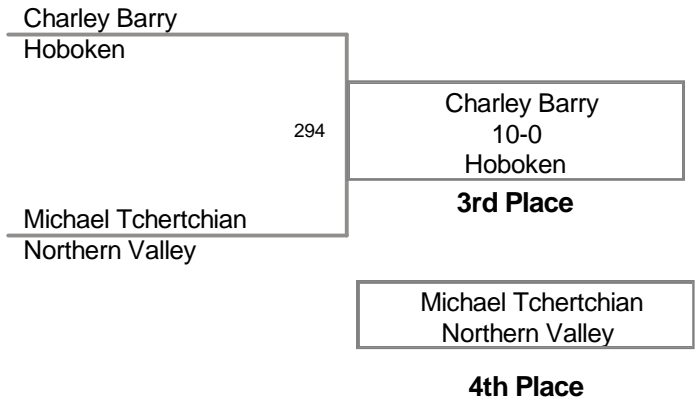 Charley Barry
Hoboken
294
Charley Barry
10-0
Hoboken
3rd Place
Michael Tchertchian
Northern Valley
Michael Tchertchian
Northern Valley
4th Place